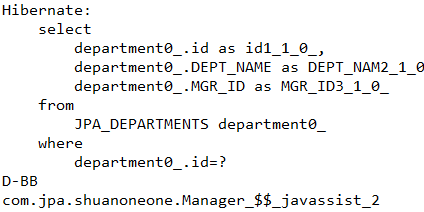 Hibernate:
    select
        department0_.id as id1_1_0_,
        department0_.DEPT_NAME as DEPT_NAM2_1_0
        department0_.MGR_ID as MGR_ID3_1_0_
    from
        JPA_DEPARTMENTS department0_
    where
        department0_.id=?
D-BB
com.jpa.shuanoneone.Manager_$$_javassist_2